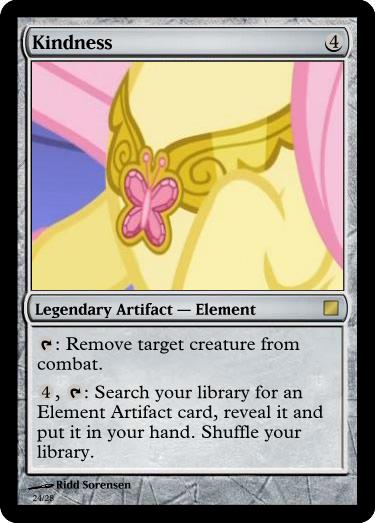 Kindness 4
Legendary Artifact — Element
: Remove target creature from
combat.
4 , : Search your library for an
Element Artifact card, reveal it and
put it in your hand. Shuffle your
library.
Ridd Sorensen
24/28